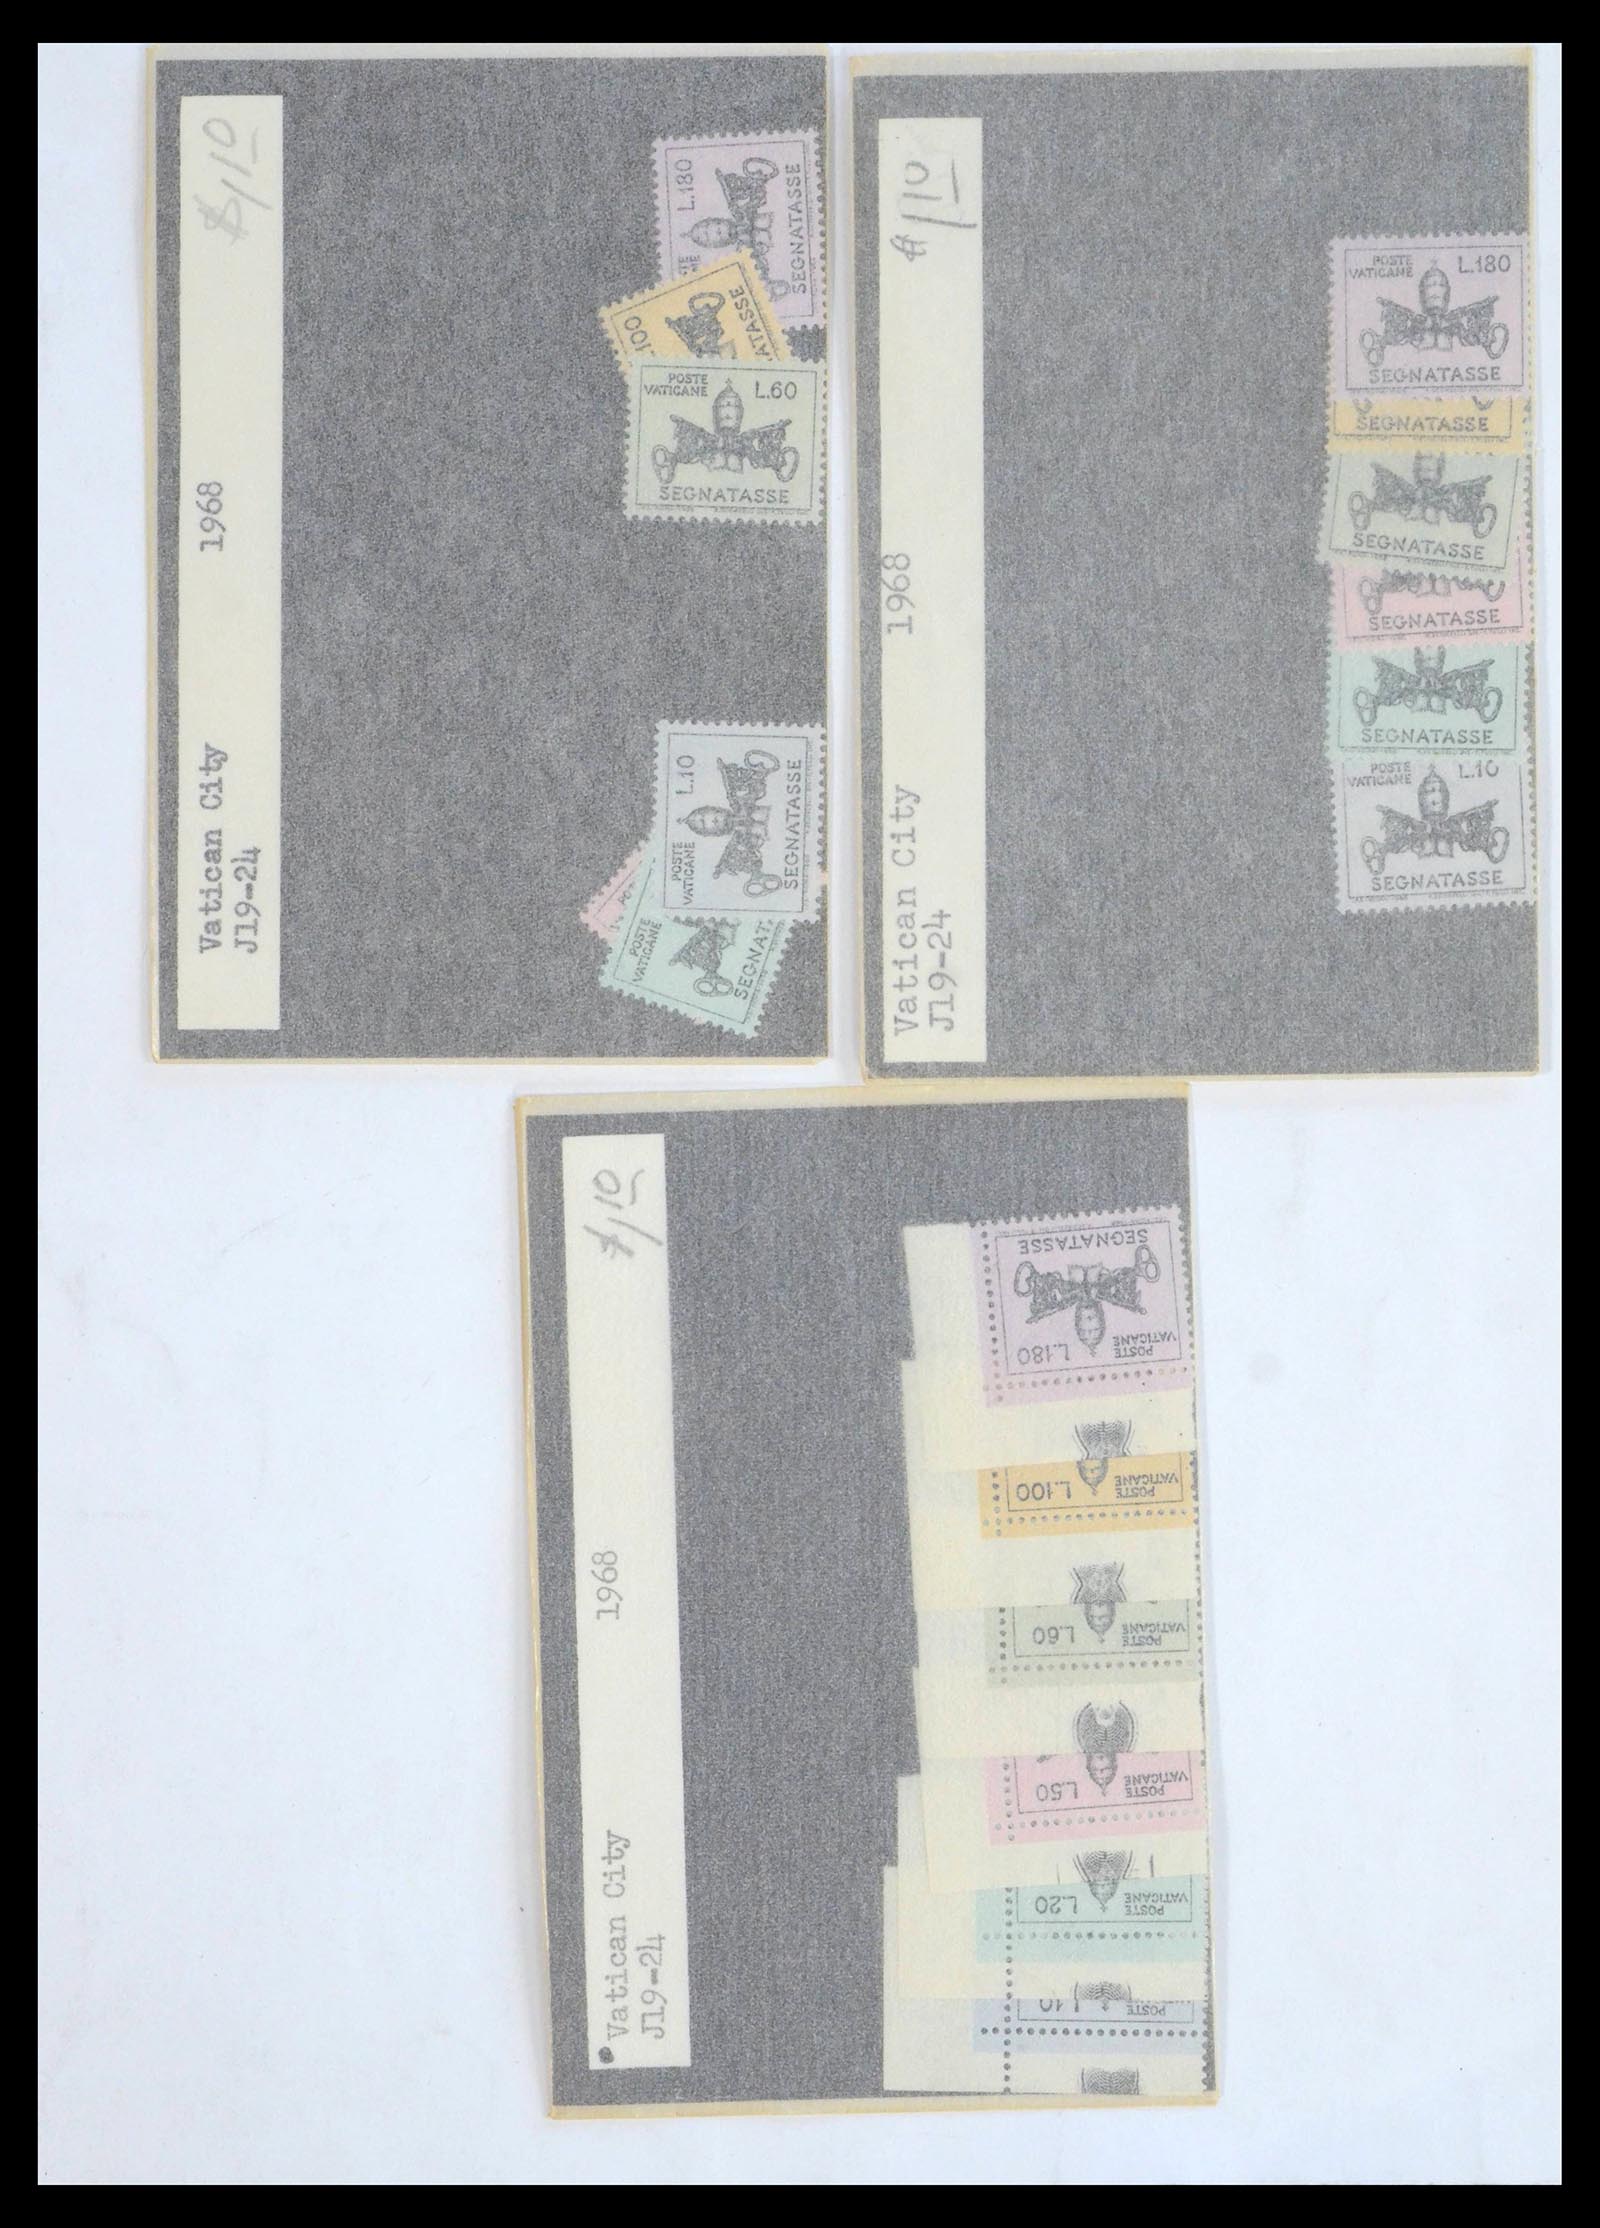 Vatican City 1968 $1,10
J19-24
L.180
SEGNATASSE
L.100
POSTE
VATICANE
L.60
SEGNATASSE
POSTE
VATICANE
L.10
SEGNATASSE
POSTE
VATICANE
SEGNAT
Vatican City 1968 $1,10
J19-24
POSTE
VATICANE
L.180
SEGNATASSE
SEGNATASSE
SEGNATASSE
SEGNATASSE
SEGNATASSE
POSTE
VATICANE
L.10
SEGNATASSE
Vatican City 1968 $1,10
J19-24
SEGNATASSE
POSTE
VATICANE
L.180
POSTE
VATICANE
L.100
POSTE
VATICANE
L.60
POSTE
VATICANE
L.50
POSTE
VATICANE
L.20
POSTE
L.10